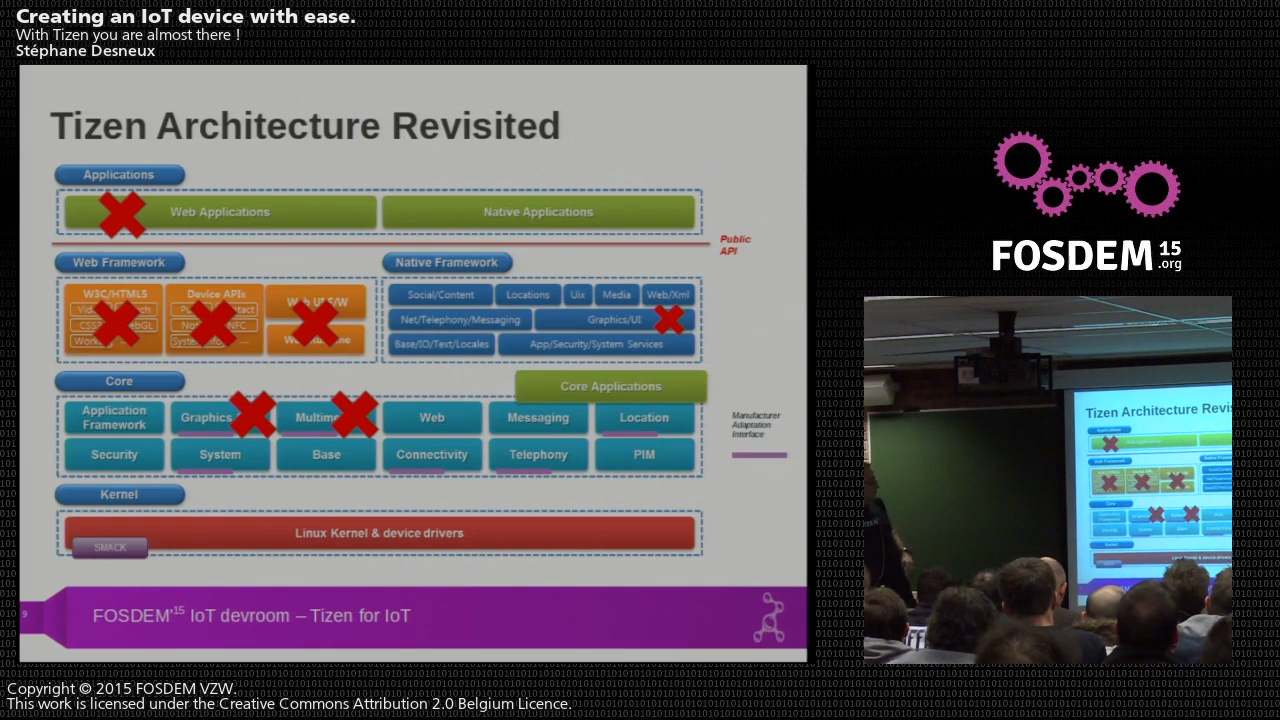 Creating an IoT device with ease.
With Tizen you are almost there !
Stéphane Desneux
Tizen Architecture Revisited
Applications
Web Applications
Native Applications
Public
API
Web Framework
Native Framework
W3C/HTML5
Device APIs
Social/Content
Locations
Uix
Media
Web/Xml
Net/Telephony/Messaging
Graphics/UI
Base/IO/Text/Locales
App/Security/System Services
Core
Core Applications
Application
Framework
Graphics
Web
Messaging
Location
Manufacturer
Adaptation
Interface
Security
System
Base
Connectivity
Telephony
PIM
Kernel
Linux Kernel & device drivers
SMACK
9
FOSDEM'15 IoT devroom – Tizen for IoT
FOSDEM 15
.org
Tizen Architecture Revis
Copyright © 2015 FOSDEM VZW.
This work is licensed under the Creative Commons Attribution 2.0 Belgium Licence.